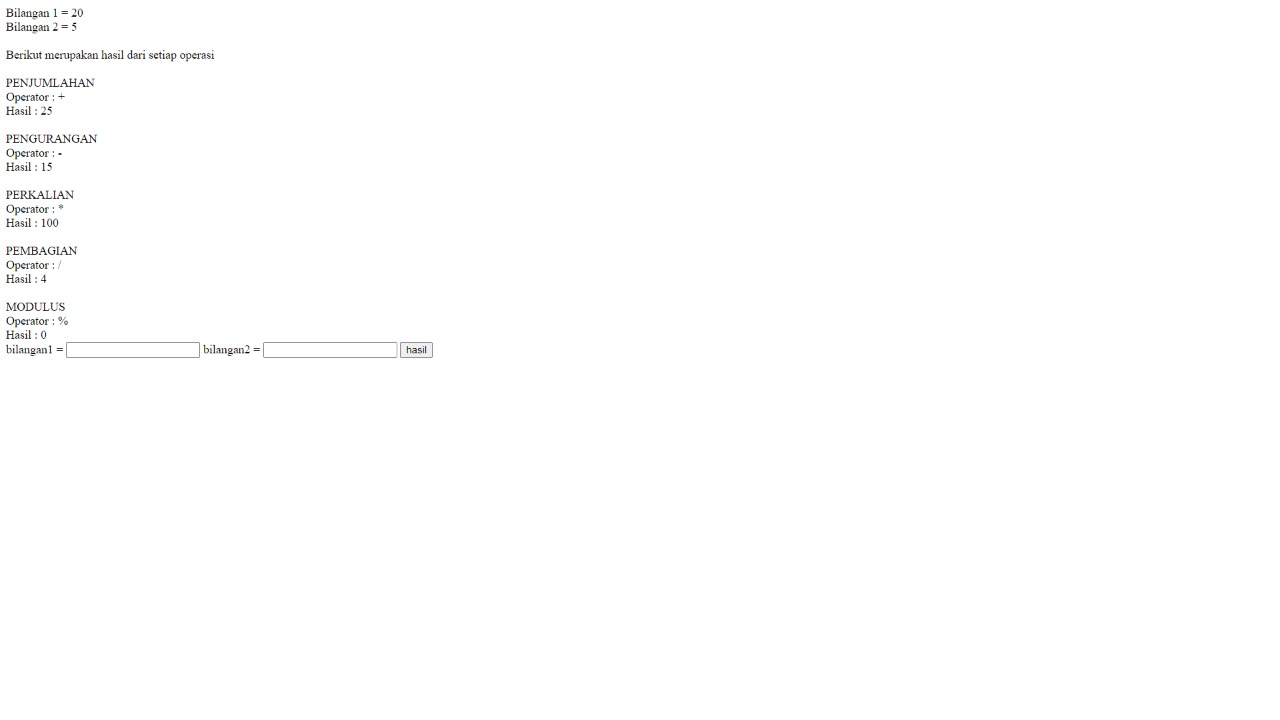 Bilangan 1 = 20
Bilangan 2 = 5
Berikut merupakan hasil dari setiap operasi
PENJUMLAHAN
Operator : +
Hasil : 25
PENGURANGAN
Operator : -
Hasil : 15
PERKALIAN
Operator : *
Hasil : 100
PEMBAGIAN
Operator : /
Hasil : 4
MODULUS
Operator : %
Hasil : 0
bilangan1 = bilangan2 = hasil